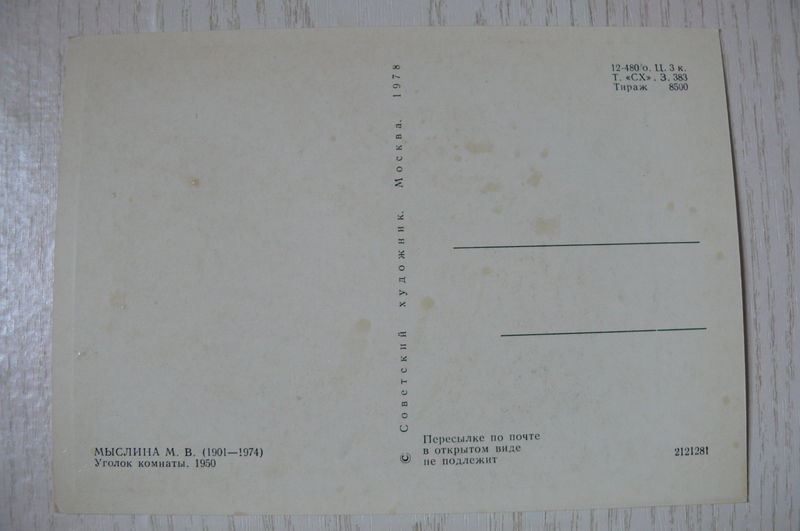 12-480 о. Ц. 3 к.
Т. «СХ». З. 383
Тираж 8500
© Советский художник. Москва. 1978
МЫСЛИНА М. В. (1901—1974)
Уголок комнаты. 1950
Пересылке по почте
в открытом виде
не подлежит
2121281